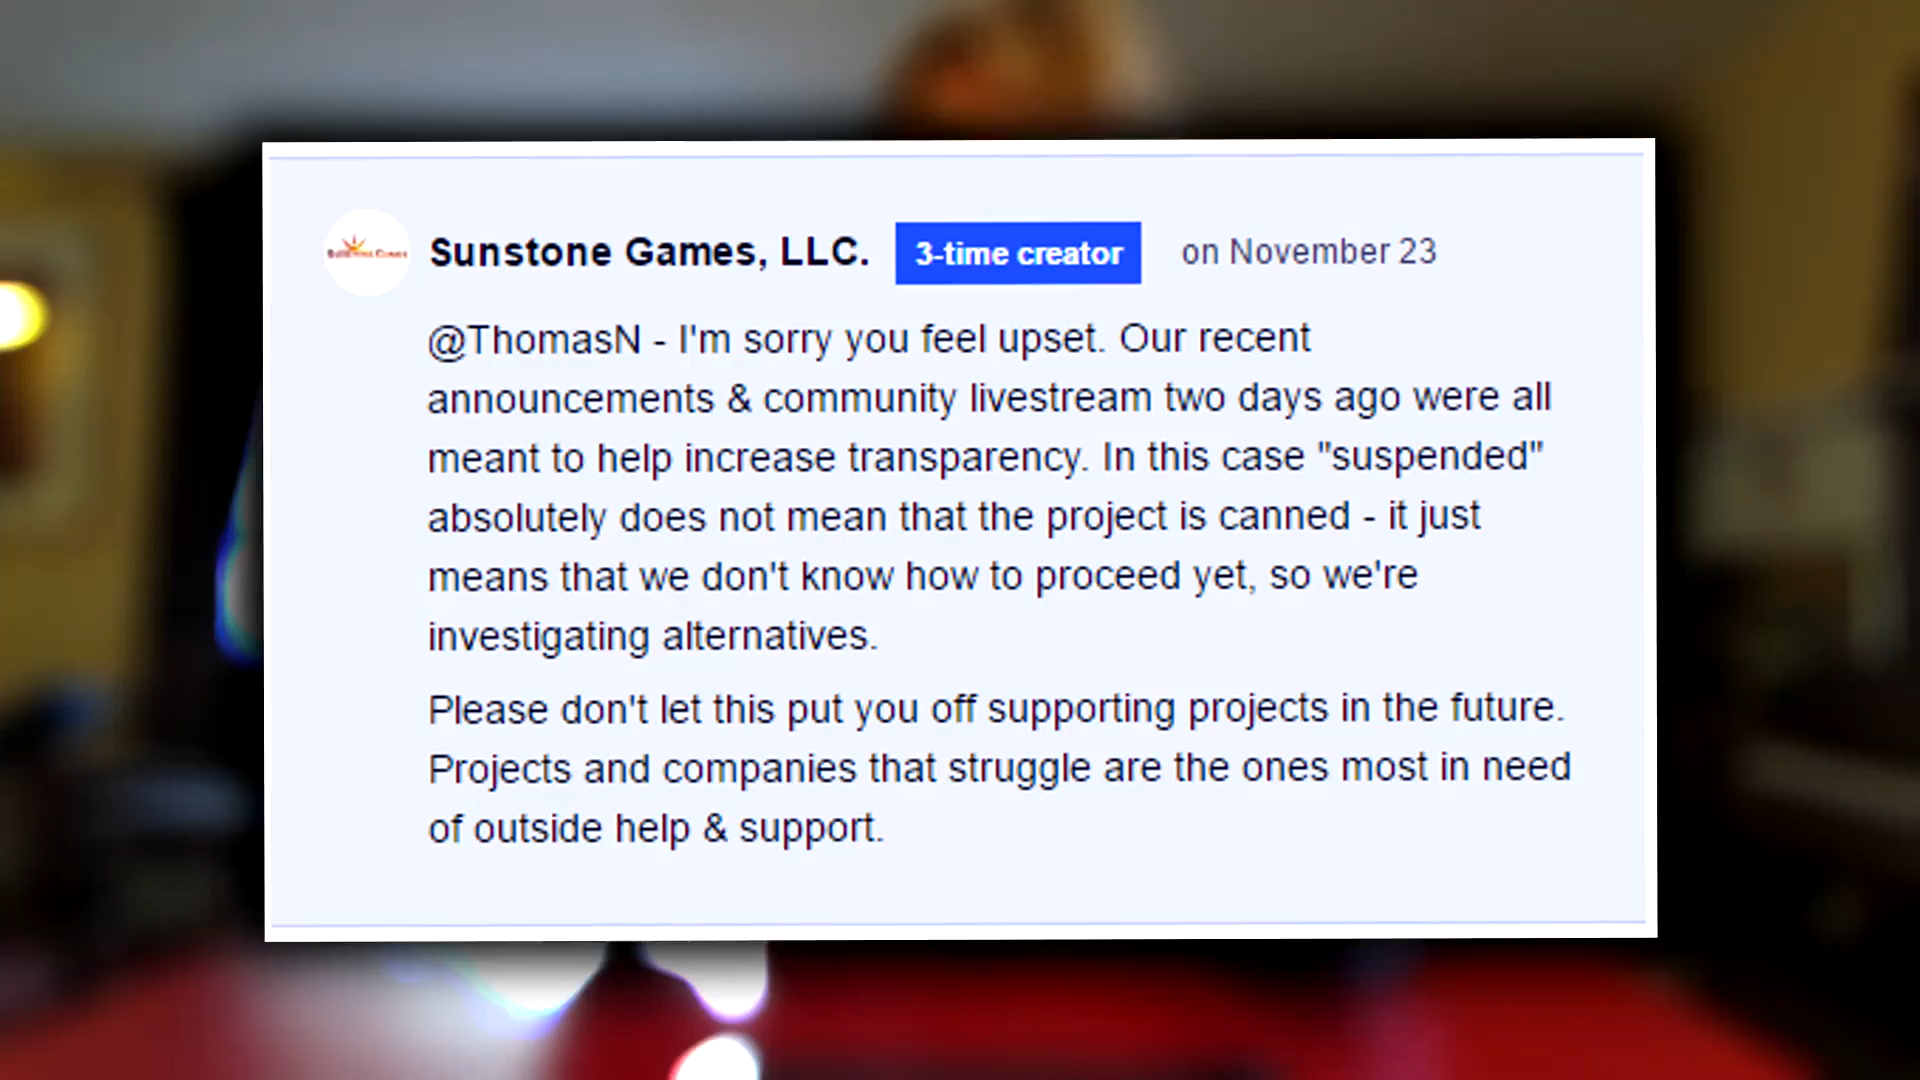 Sunstone Games, LLC. 3-time creator on November 23
@ThomasN - I'm sorry you feel upset. Our recent
announcements & community livestream two days ago were all
meant to help increase transparency. In this case "suspended"
absolutely does not mean that the project is canned - it just
means that we don't know how to proceed yet, so we're
investigating alternatives.
Please don't let this put you off supporting projects in the future.
Projects and companies that struggle are the ones most in need
of outside help & support.